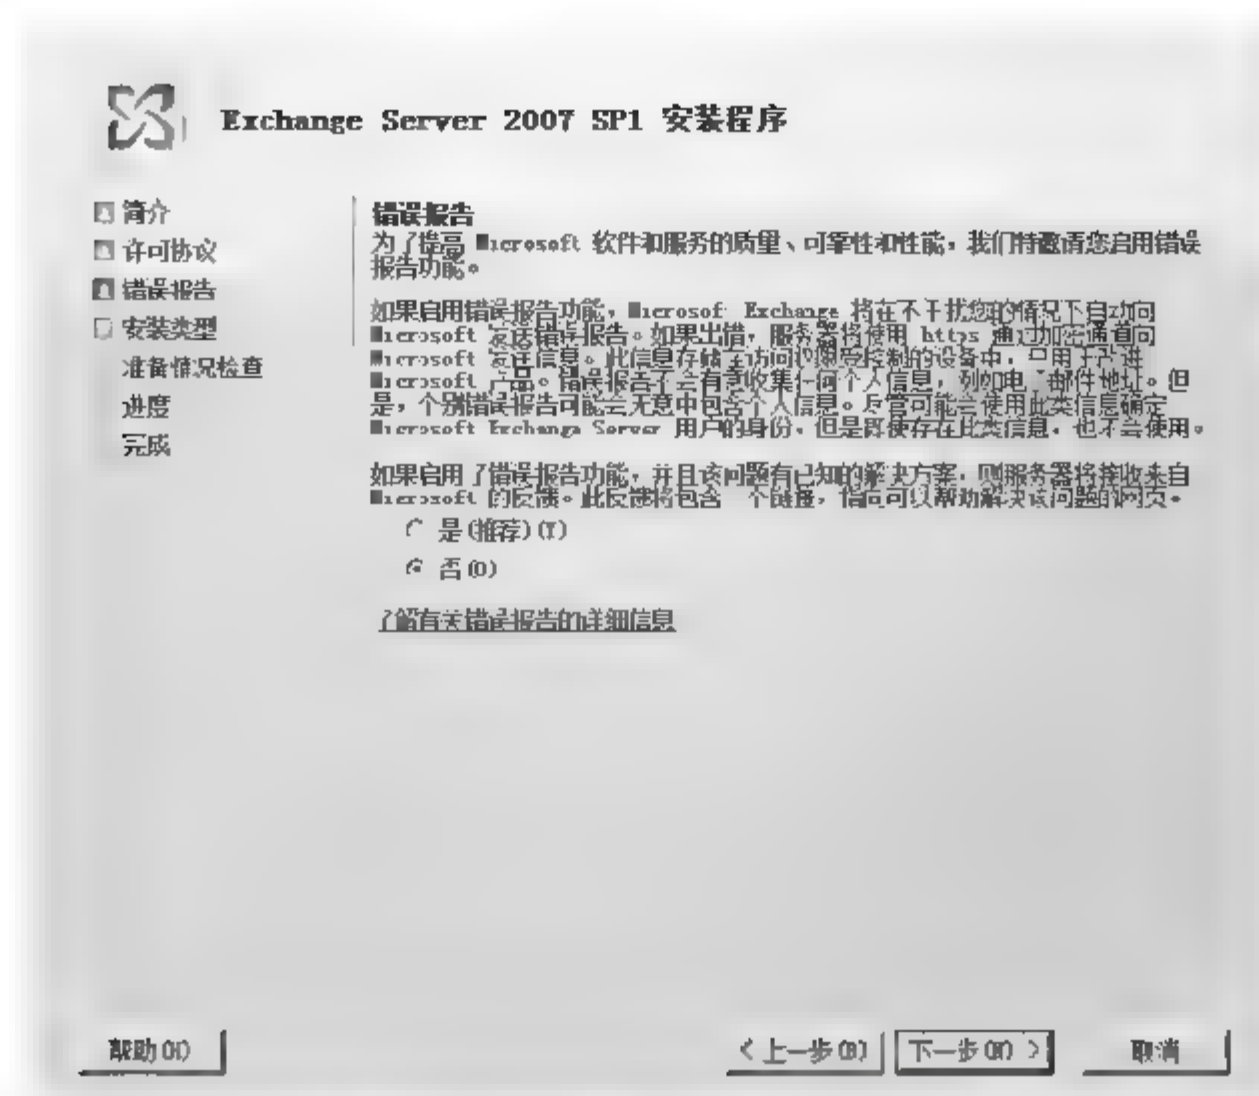 Exchange Server 2007 SP1 安装程序
简介
许可协议
错误报告
安装类型
准备情况检查
进度
完成
错误报告
为了提高 Microsoft 软件和服务的质量、可靠性和性能，我们特邀请您启用错误
报告功能。
如果启用错误报告功能，Microsoft Exchange 将在不干扰您的情况下自动向
Microsoft 发送错误报告。如果出错，服务器将使用 https 通过加密通道向
Microsoft 发送信息。此信息存储在访问权限受控制的设备中，只用于改进
Microsoft 产品。错误报告不会有意收集任何个人信息，例如电子邮件地址。但
是，个别错误报告可能会无意中包含个人信息。尽管可能会使用此类信息确定
Microsoft Exchange Server 用户的身份，但是即使存在此类信息，也不会使用。
如果启用了错误报告功能，并且该问题有已知的解决方案，则服务器将接收来自
Microsoft 的反馈。此反馈将包含一个链接，指向可以帮助解决该问题的网页。
是(推荐)(Y)
否(O)
了解有关错误报告的详细信息
帮助(H)
< 上一步(B)
下一步(N) >
取消